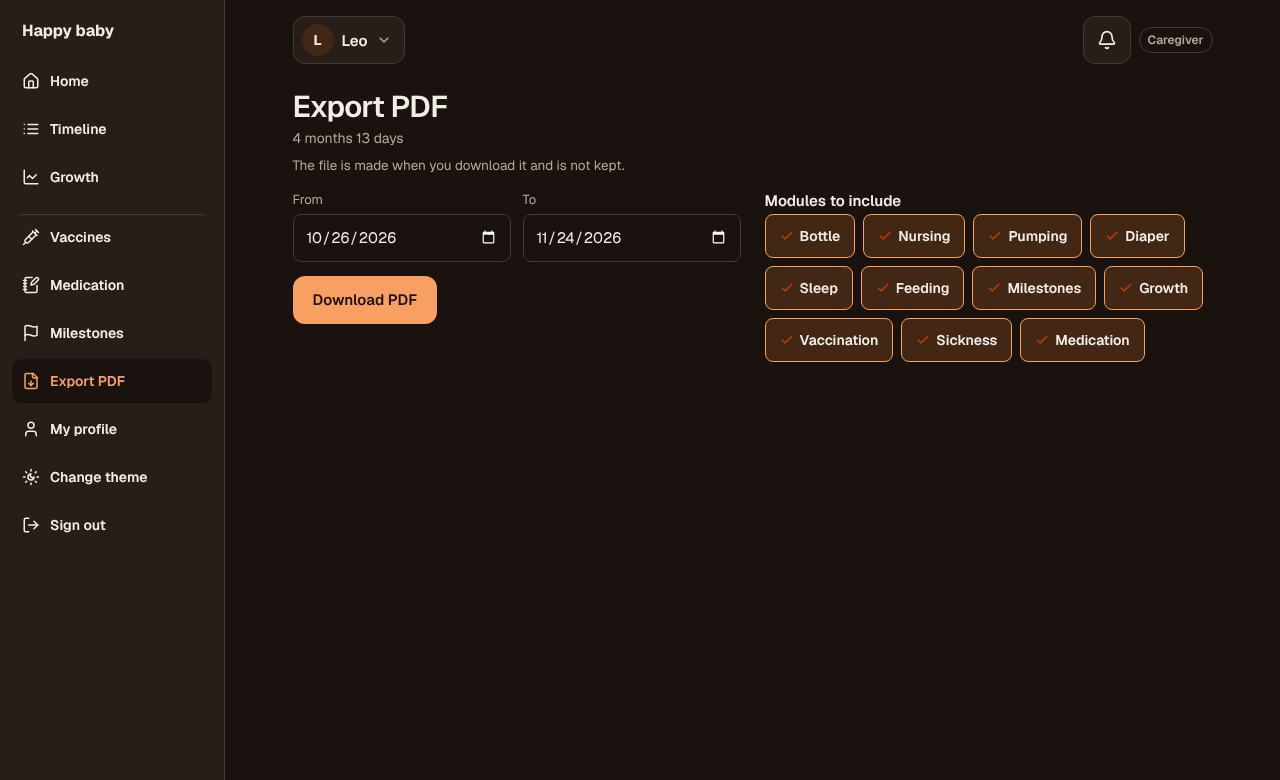 Happy baby
Home
Timeline
Growth
Vaccines
Medication
Milestones
Export PDF
My profile
Change theme
Sign out
L Leo
Caregiver
Export PDF
4 months 13 days
The file is made when you download it and is not kept.
From
To
10/26/2026
11/24/2026
Download PDF
Modules to include
Bottle Nursing Pumping Diaper
Sleep Feeding Milestones Growth
Vaccination Sickness Medication